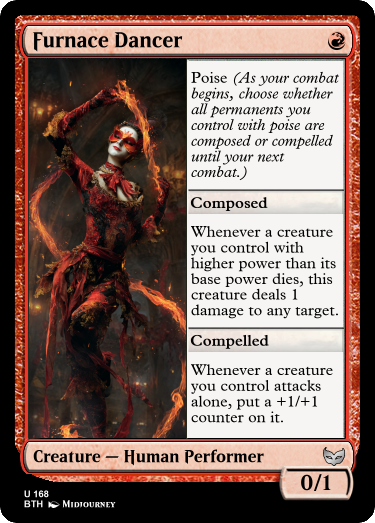 Furnace Dancer
Poise (As your combat
begins, choose whether
all permanents you
control with poise are
composed or compelled
until your next
combat.)
Composed
Whenever a creature
you control with
higher power than its
base power dies, this
creature deals 1
damage to any target.
Compelled
Whenever a creature
you control attacks
alone, put a +1/+1
counter on it.
Creature — Human Performer
0/1
U 168
BTH Midjourney